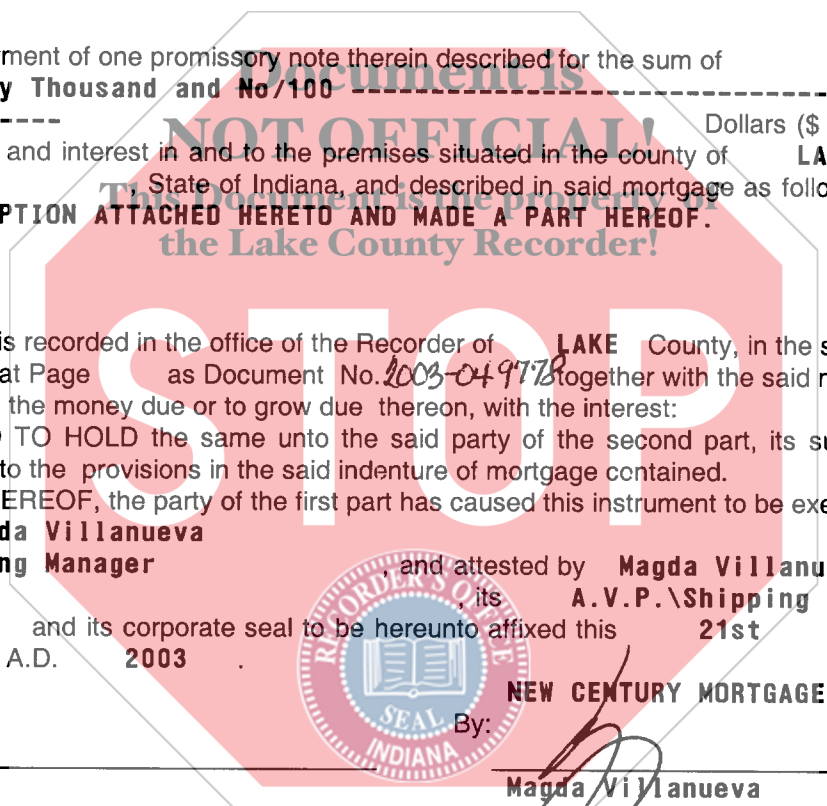 ment of one promissory note therein described for the sum of
y Thousand and No/100 --------------------------------
----
Dollars ($
and interest in and to the premises situated in the county of LA
, State of Indiana, and described in said mortgage as follo
PTION ATTACHED HERETO AND MADE A PART HEREOF.
Document is
NOT OFFICIAL!
This Document is the property of
the Lake County Recorder!
is recorded in the office of the Recorder of LAKE County, in the s
at Page as Document No. 2003-049778 together with the said
the money due or to grow due thereon, with the interest:
TO HOLD the same unto the said party of the second part, its su
to the provisions in the said indenture of mortgage contained.
EREOF, the party of the first part has caused this instrument to be exe
da Villanueva
ng Manager , and attested by Magda Villanu
, its A.V.P.\Shipping
and its corporate seal to be hereunto affixed this 21st
A.D. 2003 .
NEW CENTURY MORTGAGE
By:
Magda Villanueva
STOP
RECORDER'S OFFICE
SEAL
INDIANA